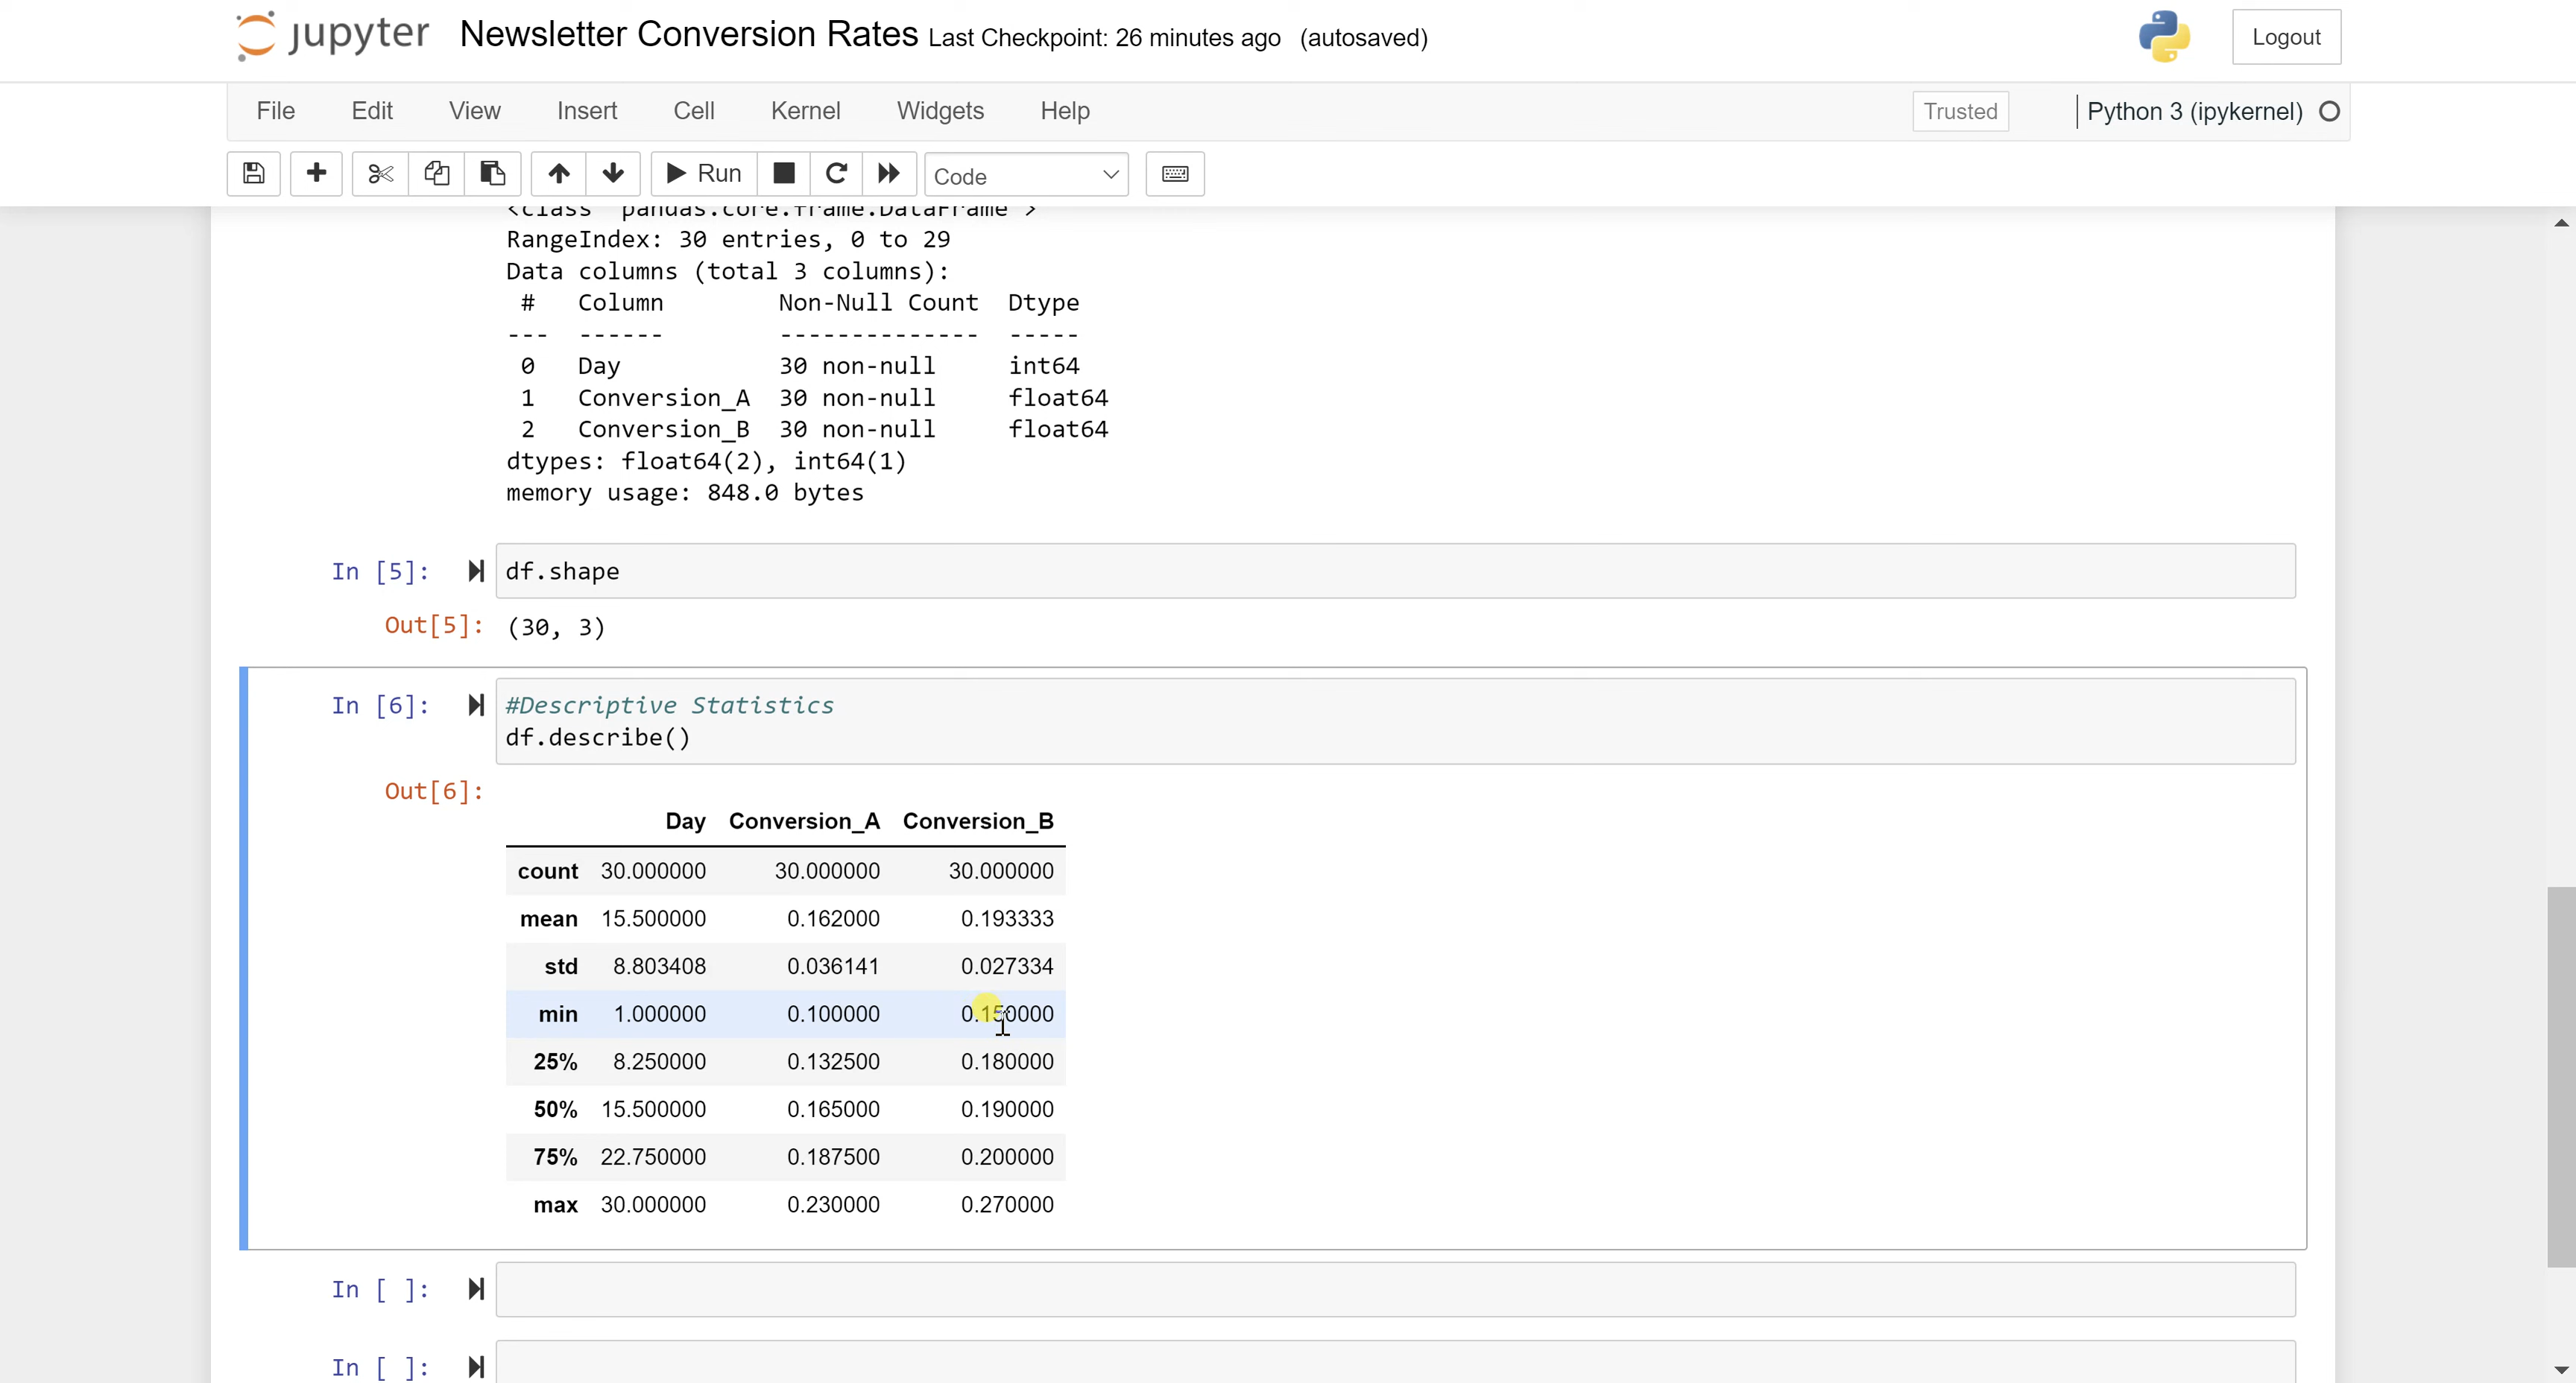 jupyter Newsletter Conversion Rates Last Checkpoint: 26 minutes ago (autosaved) Logout
File Edit View Insert Cell Kernel Widgets Help Trusted Python 3 (ipykernel)
Run Code
<class 'pandas.core.frame.DataFrame'>
RangeIndex: 30 entries, 0 to 29
Data columns (total 3 columns):
# Column Non-Null Count Dtype
--- ------ -------------- -----
0 Day 30 non-null int64
1 Conversion_A 30 non-null float64
2 Conversion_B 30 non-null float64
dtypes: float64(2), int64(1)
memory usage: 848.0 bytes
In [5]: df.shape
Out[5]: (30, 3)
In [6]: #Descriptive Statistics
df.describe()
Out[6]:
Day Conversion_A Conversion_B
count 30.000000 30.000000 30.000000
mean 15.500000 0.162000 0.193333
std 8.803408 0.036141 0.027334
min 1.000000 0.100000 0.150000
25% 8.250000 0.132500 0.180000
50% 15.500000 0.165000 0.190000
75% 22.750000 0.187500 0.200000
max 30.000000 0.230000 0.270000
In [ ]:
In [ ]: